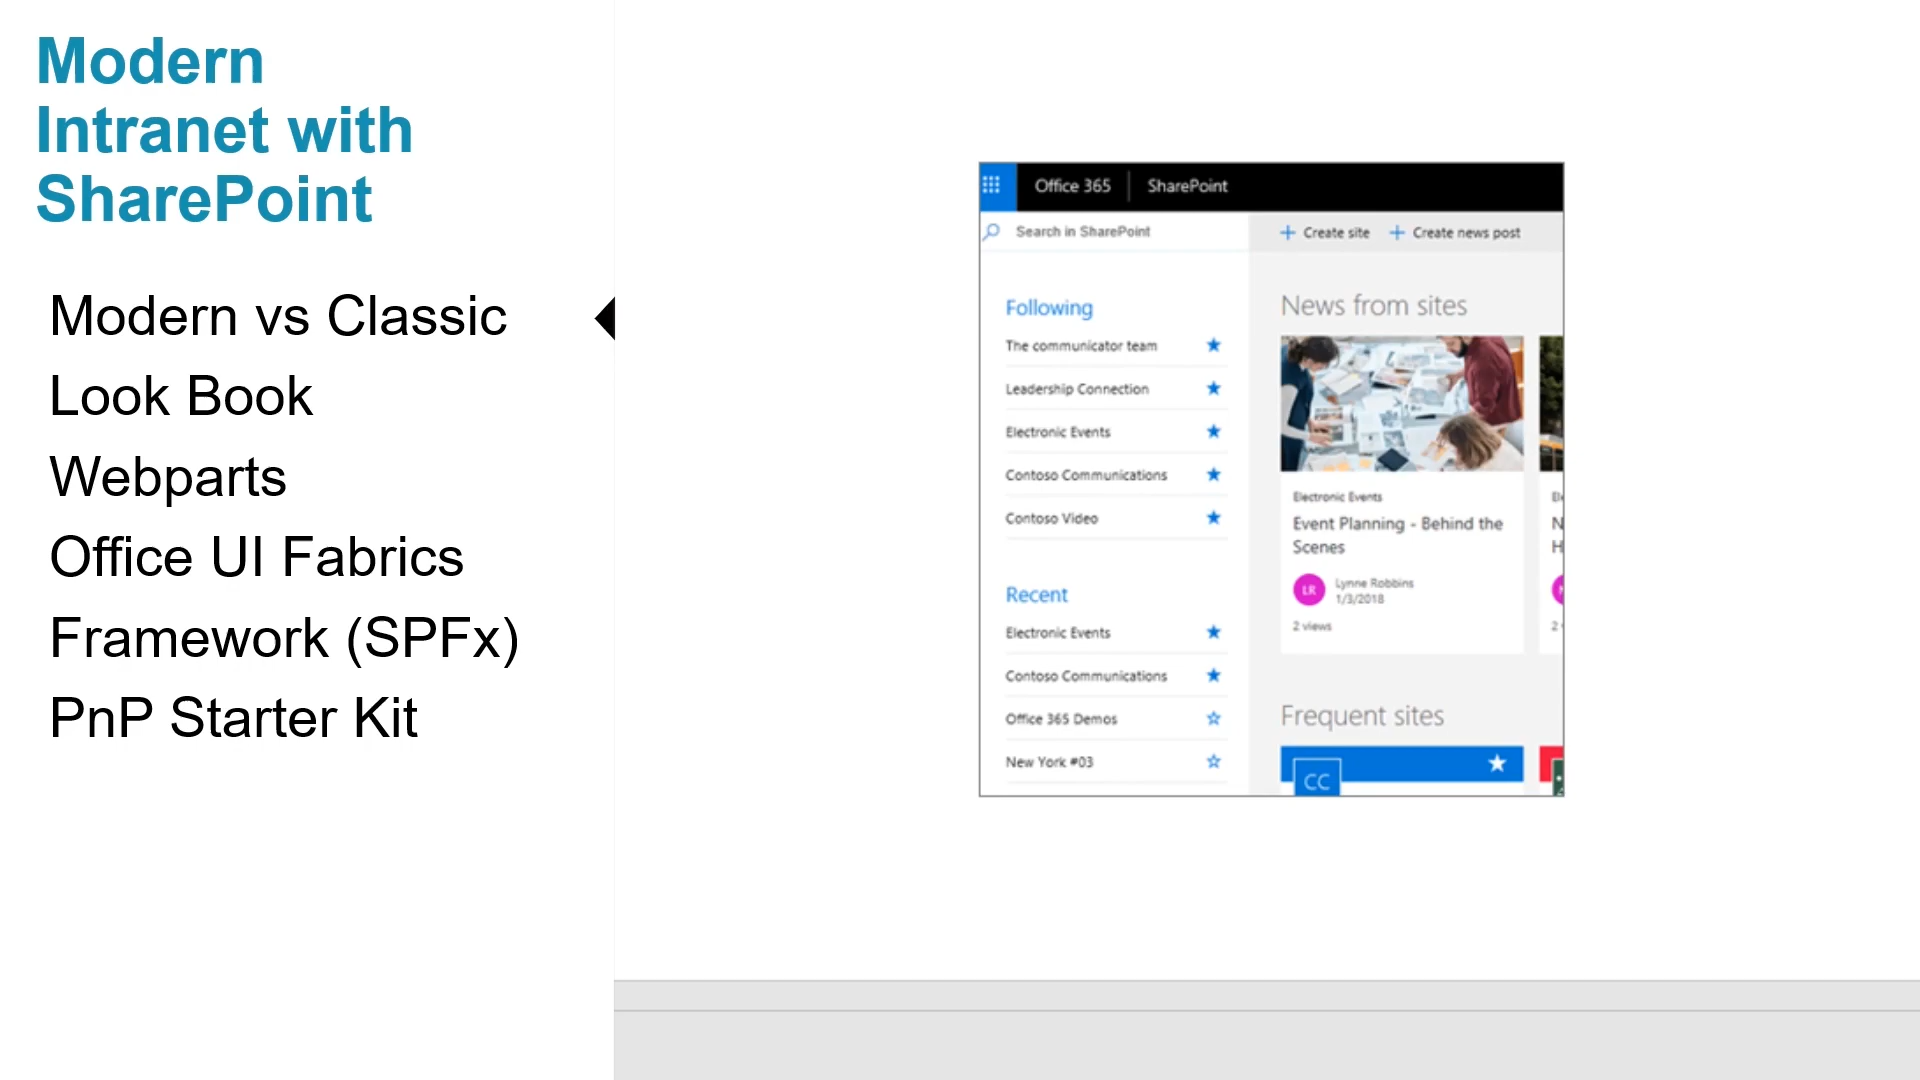 Modern
Intranet with
SharePoint
Modern vs Classic
Look Book
Webparts
Office UI Fabrics
Framework (SPFx)
PnP Starter Kit
Office 365 SharePoint
Search in SharePoint
Create site Create news post
Following
The communicator team
Leadership Connection
Electronic Events
Contoso Communications
Contoso Video
Recent
Electronic Events
Contoso Communications
Office 365 Demos
New York #03
News from sites
Electronic Events
Event Planning - Behind the
Scenes
LR
Lynne Robbins
1/3/2018
2 views
Frequent sites
CC